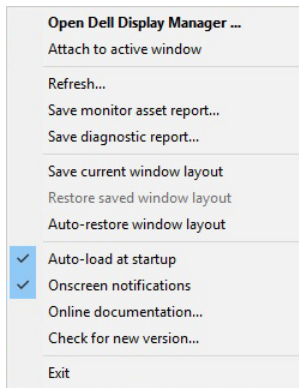 Open Dell Display Manager ...
Attach to active window
Refresh...
Save monitor asset report...
Save diagnostic report...
Save current window layout
Restore saved window layout
Auto-restore window layout
Auto-load at startup
Onscreen notifications
Online documentation...
Check for new version...
Exit